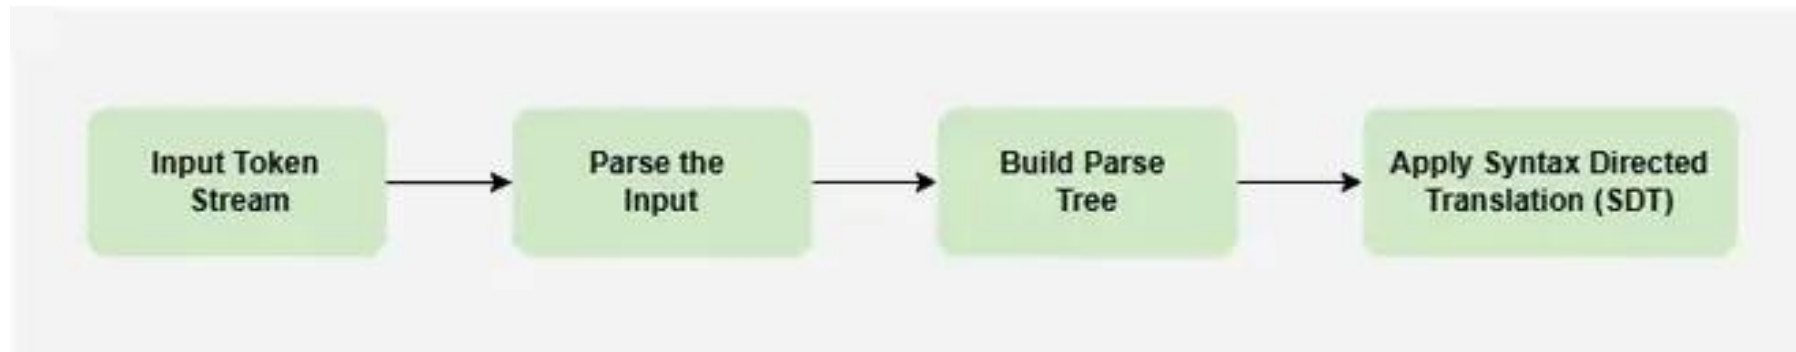 Input Token
Stream
Parse the
Input
Build Parse
Tree
Apply Syntax Directed
Translation (SDT)